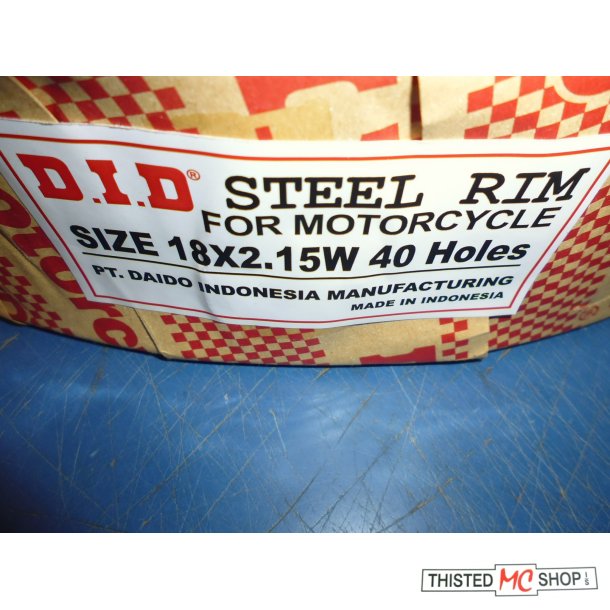 D.I.D® STEEL RIM
FOR MOTORCYCLE
SIZE 18X2.15W 40 Holes
PT. DAIDO INDONESIA MANUFACTURING
MADE IN INDONESIA
THISTED MC SHOP I/S